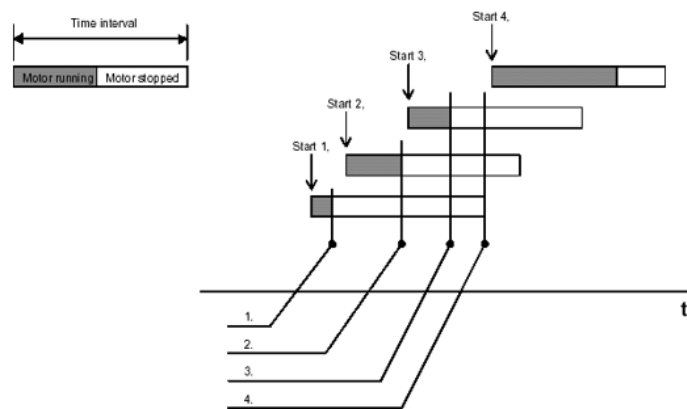 Time interval
Motor running Motor stopped
Start 4,
Start 3,
Start 2,
Start 1,
t
1.
2.
3.
4.